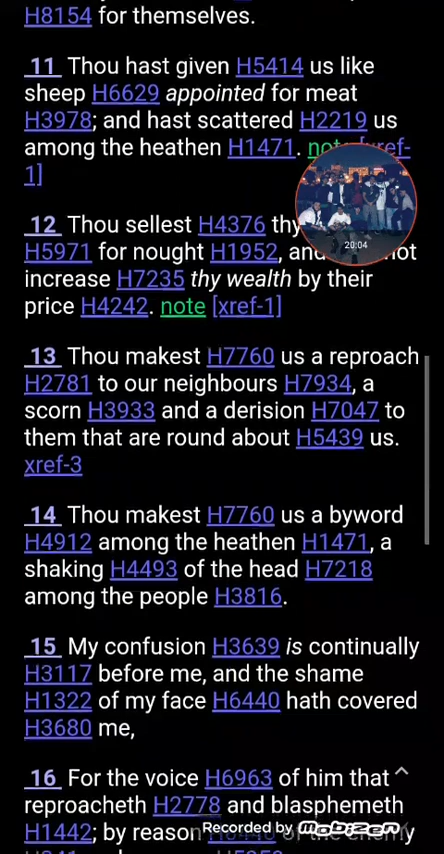 H8154 for themselves.
11 Thou hast given H5414 us like
sheep H6629 appointed for meat
H3978; and hast scattered H2219 us
among the heathen H1471. note [xref-
1]
20:04
12 Thou sellest H4376 thy
H5971 for nought H1952, and not
increase H7235 thy wealth by their
price H4242. note [xref-1]
13 Thou makest H7760 us a reproach
H2781 to our neighbours H7934, a
scorn H3933 and a derision H7047 to
them that are round about H5439 us.
xref-3
14 Thou makest H7760 us a byword
H4912 among the heathen H1471, a
shaking H4493 of the head H7218
among the people H3816.
15 My confusion H3639 is continually
H3117 before me, and the shame
H1322 of my face H6440 hath covered
H3680 me,
16 For the voice H6963 of him that
reproacheth H2778 and blasphemeth
H1442; by reason
Recorded by Mobizen